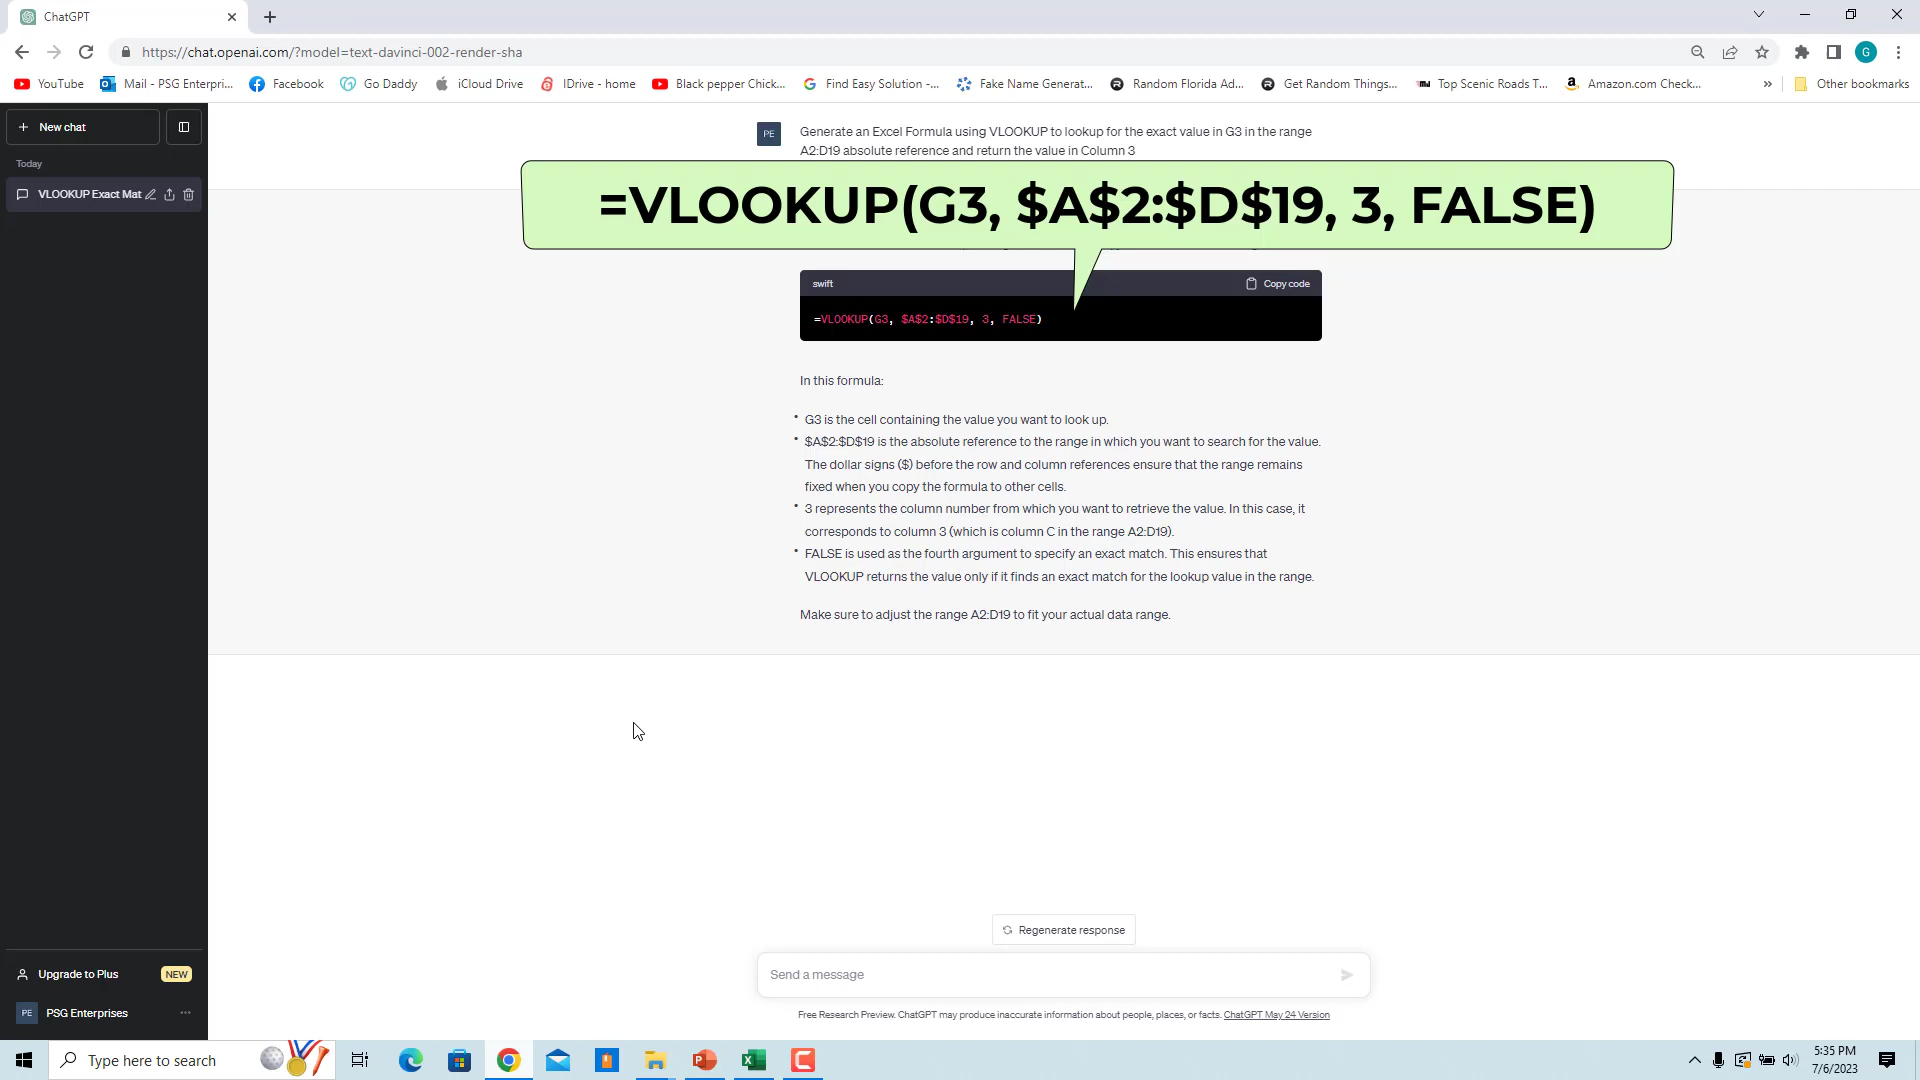 ChatGPT
https://chat.openai.com/?model=text-davinci-002-render-sha
G
YouTube
Mail - PSG Enterpri...
Facebook
Go Daddy
iCloud Drive
IDrive - home
Black pepper Chick...
Find Easy Solution -...
Fake Name Generat...
Random Florida Ad...
Get Random Things...
Top Scenic Roads T...
Amazon.com Check...
»
Other bookmarks
+ New chat
Today
VLOOKUP Exact Mat
PE
Generate an Excel Formula using VLOOKUP to lookup for the exact value in G3 in the range
A2:D19 absolute reference and return the value in Column 3
=VLOOKUP(G3, $A$2:$D$19, 3, FALSE)
swift
Copy code
=VLOOKUP(G3, $A$2:$D$19, 3, FALSE)
In this formula:
• G3 is the cell containing the value you want to look up.
• $A$2:$D$19 is the absolute reference to the range in which you want to search for the value.
The dollar signs ($) before the row and column references ensure that the range remains
fixed when you copy the formula to other cells.
• 3 represents the column number from which you want to retrieve the value. In this case, it
corresponds to column 3 (which is column C in the range A2:D19).
• FALSE is used as the fourth argument to specify an exact match. This ensures that
VLOOKUP returns the value only if it finds an exact match for the lookup value in the range.
Make sure to adjust the range A2:D19 to fit your actual data range.
Regenerate response
Send a message
Free Research Preview. ChatGPT may produce inaccurate information about people, places, or facts. ChatGPT May 24 Version
Upgrade to Plus
NEW
PE
PSG Enterprises
Type here to search
5:35 PM
7/6/2023